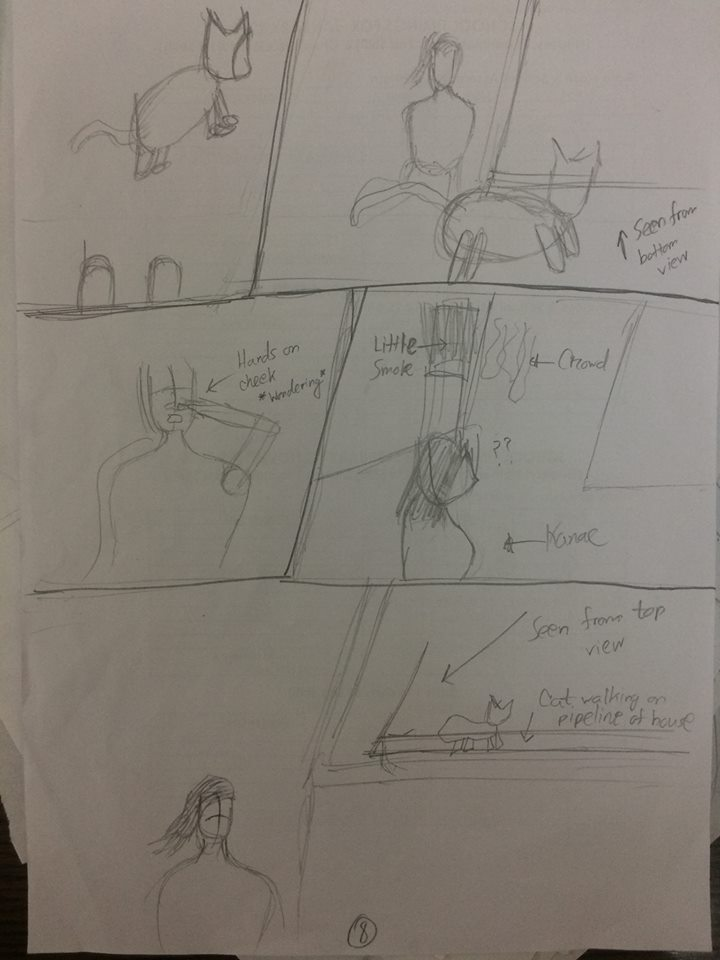 ↑ Seen from
bottom
view
Hands on
cheek
*Wondering*
Little
Smoke
Crowd
??
Kanae
Seen from top
view
Cat walking on
pipeline of house
8